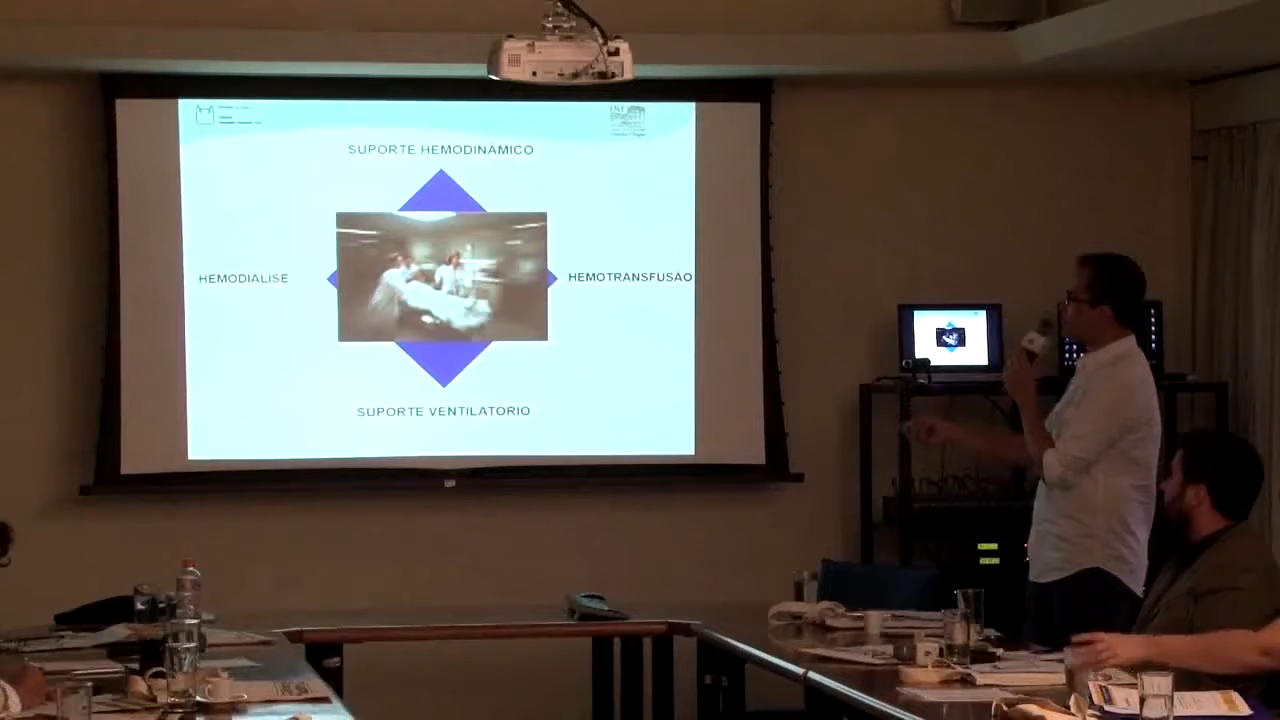 SUPORTE HEMODINAMICO
HEMODIALISE
HEMOTRANSFUSAO
SUPORTE VENTILATORIO